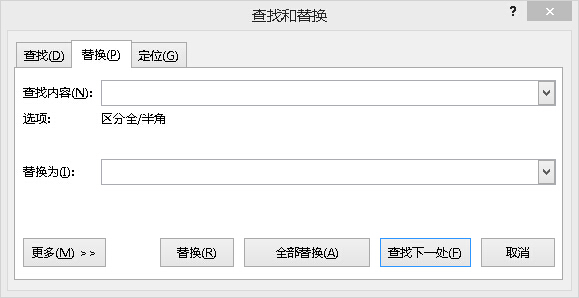 查找和替换
?
查找(D) 替换(P) 定位(G)
查找内容(N):
选项: 区分全/半角
替换为(I):
更多(M) >> 替换(R) 全部替换(A) 查找下一处(F) 取消